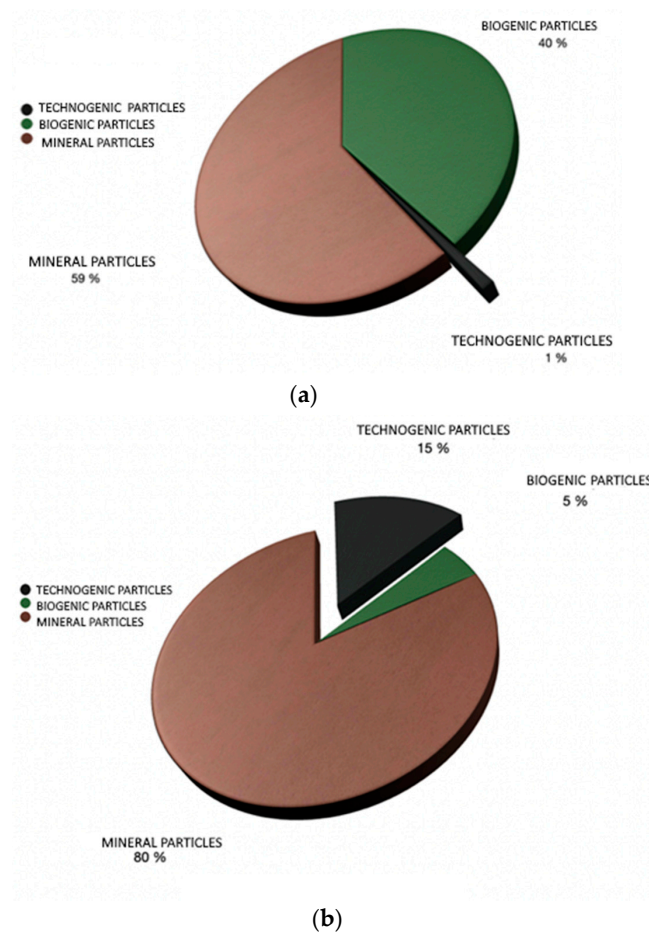 BIOGENIC PARTICLES
40 %
TECHNOGENIC PARTICLES
BIOGENIC PARTICLES
MINERAL PARTICLES
MINERAL PARTICLES
59 %
TECHNOGENIC PARTICLES
1 %
(a)
TECHNOGENIC PARTICLES
15 %
BIOGENIC PARTICLES
5 %
TECHNOGENIC PARTICLES
BIOGENIC PARTICLES
MINERAL PARTICLES
MINERAL PARTICLES
80 %
(b)